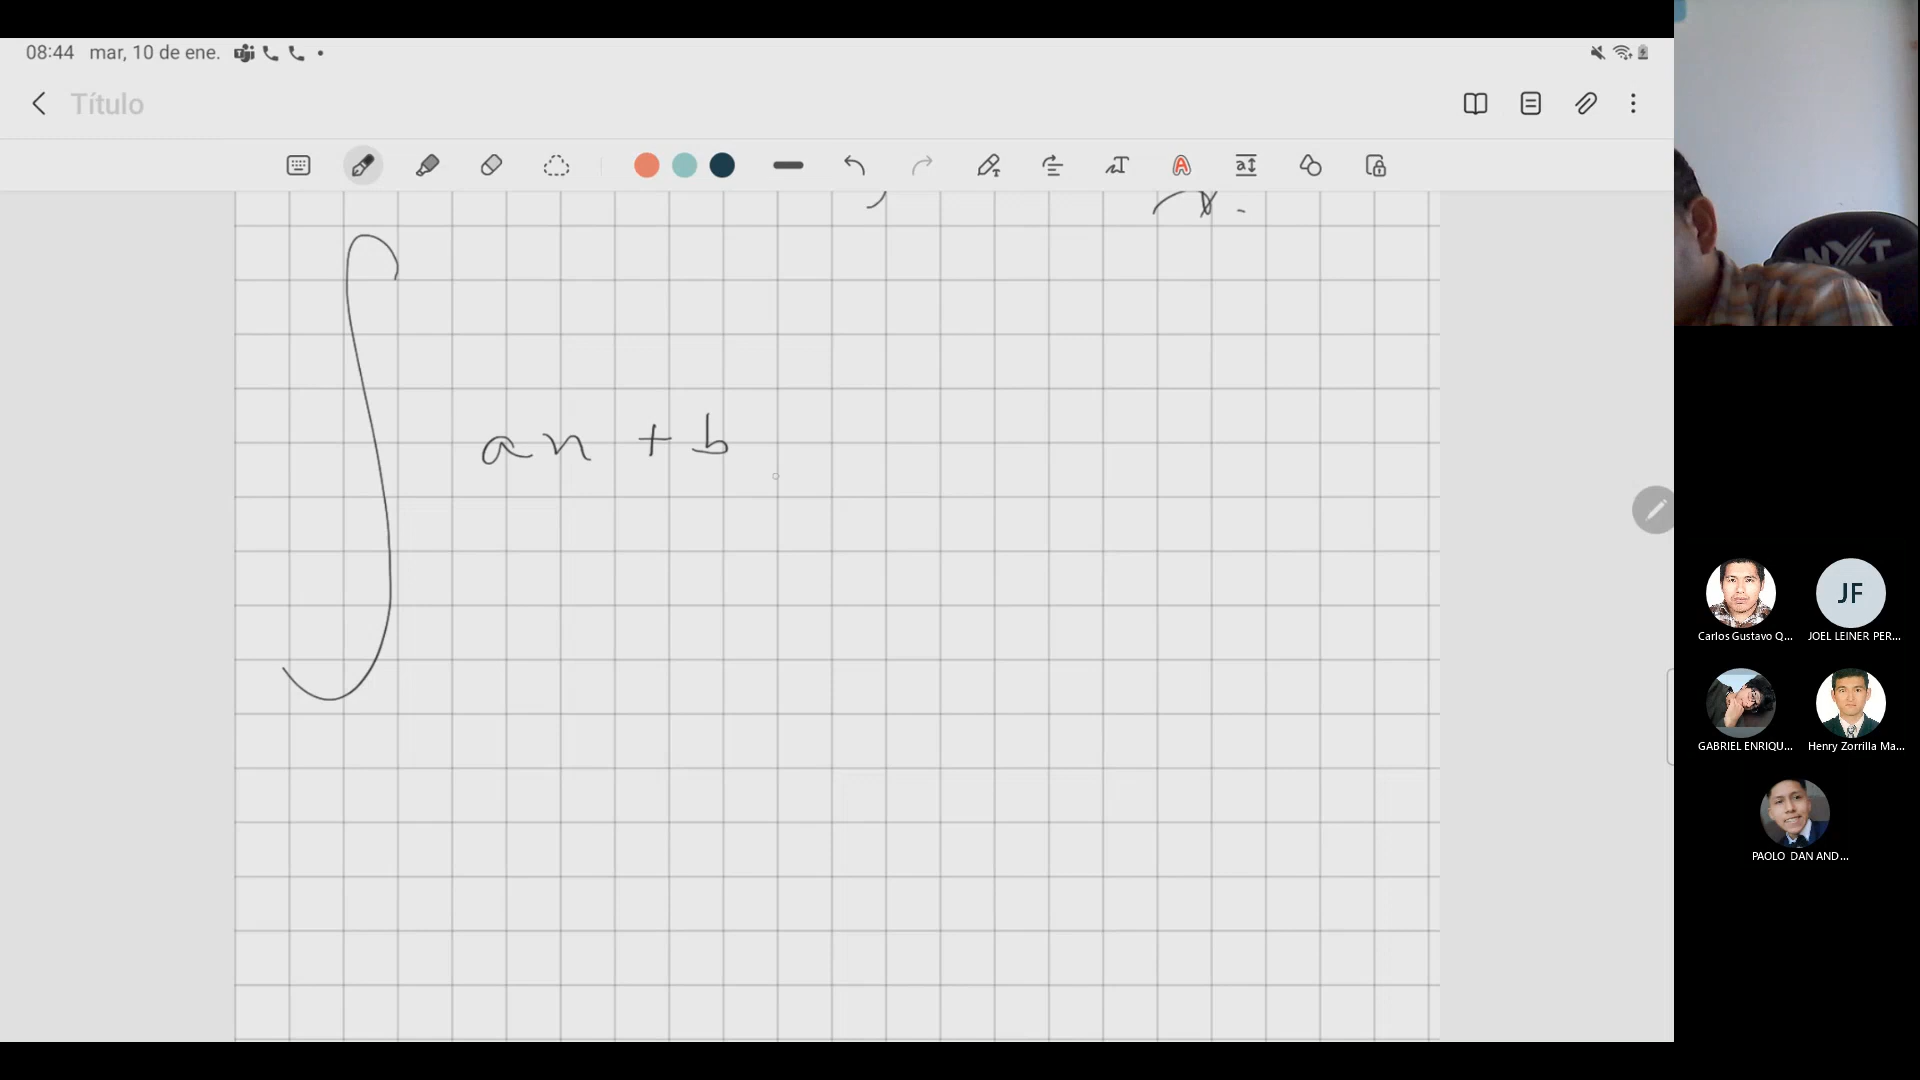 08:44 mar, 10 de ene.
Título
∫ an + b
NXT
Carlos Gustavo Q...
JF
JOEL LEINER PER...
GABRIEL ENRIQU...
Henry Zorrilla Ma...
PAOLO DAN AND...